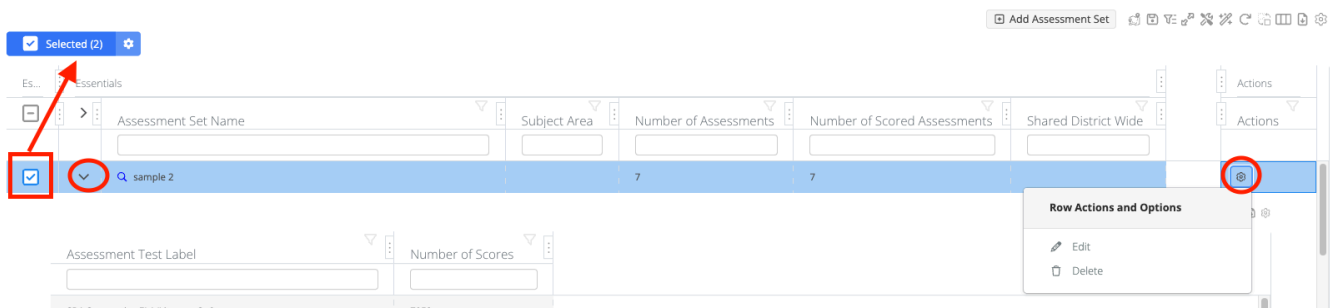 Add Assessment Set
Selected (2)
Es... Essentials Actions
Assessment Set Name Subject Area Number of Assessments Number of Scored Assessments Shared District Wide Actions
sample 2 7 7
Row Actions and Options
Edit
Delete
Assessment Test Label Number of Scores